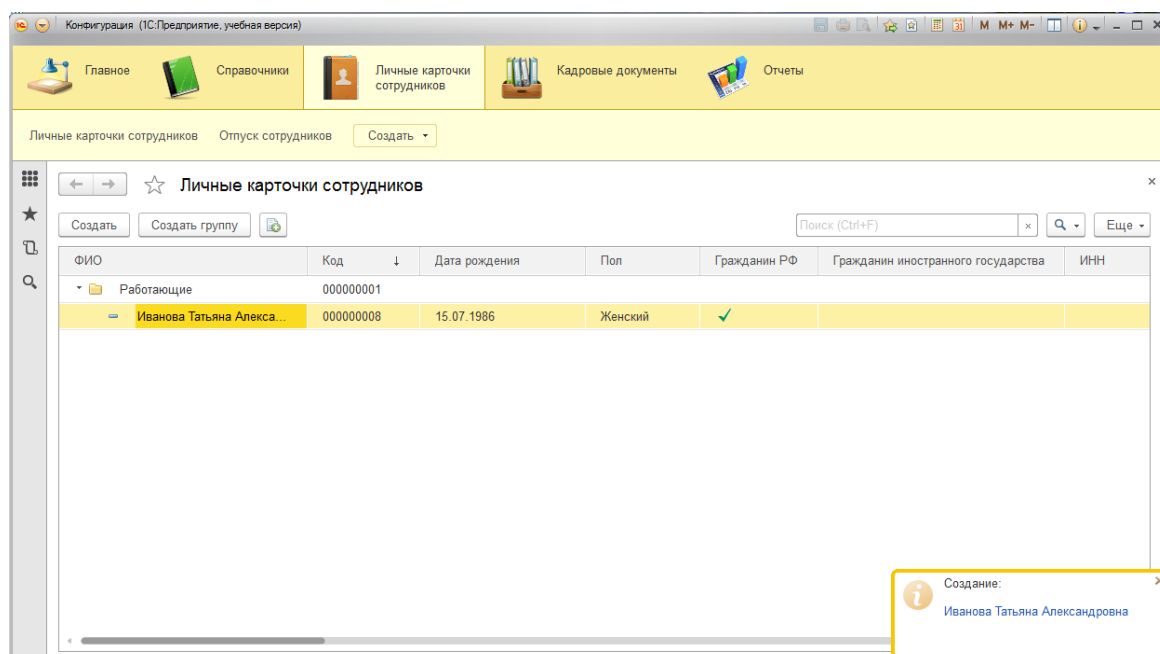 Конфигурация (1С:Предприятие, учебная версия)
M M+ M-
Главное
Справочники
Личные карточки
сотрудников
Кадровые документы
Отчеты
Личные карточки сотрудников
Отпуск сотрудников
Создать
Личные карточки сотрудников
Создать
Создать группу
Поиск (Ctrl+F)
Еще
ФИО
Код
Дата рождения
Пол
Гражданин РФ
Гражданин иностранного государства
ИНН
Работающие
000000001
Иванова Татьяна Алекса...
000000008
15.07.1986
Женский
Создание:
Иванова Татьяна Александровна